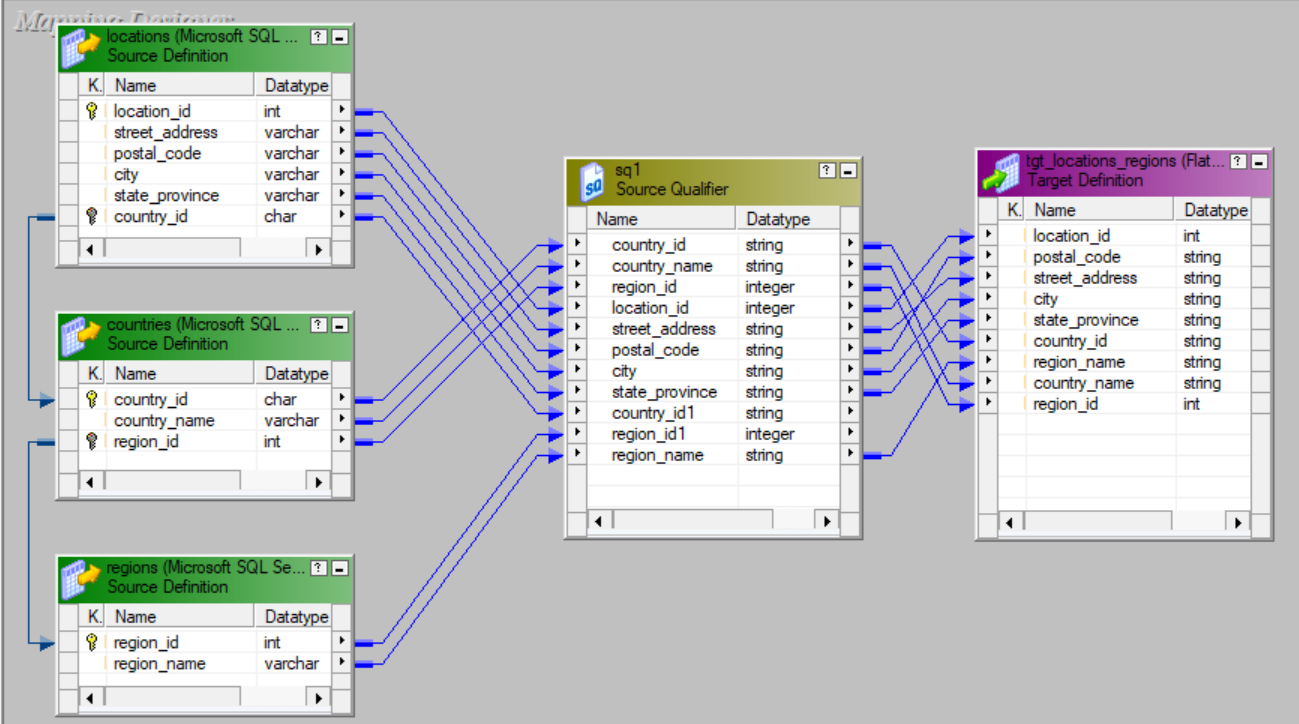 Mapping Designer
locations (Microsoft SQL ... ?
Source Definition
K. Name Datatype
location_id int
street_address varchar
postal_code varchar
city varchar
state_province varchar
country_id char
countries (Microsoft SQL ... ?
Source Definition
K. Name Datatype
country_id char
country_name varchar
region_id int
regions (Microsoft SQL Se... ?
Source Definition
K. Name Datatype
region_id int
region_name varchar
sq
sq1 ?
Source Qualifier
Name Datatype
country_id string
country_name string
region_id integer
location_id integer
street_address string
postal_code string
city string
state_province string
country_id1 string
region_id1 integer
region_name string
tgt_locations_regions (Flat... ?
Target Definition
K. Name Datatype
location_id int
postal_code string
street_address string
city string
state_province string
country_id string
region_name string
country_name string
region_id int